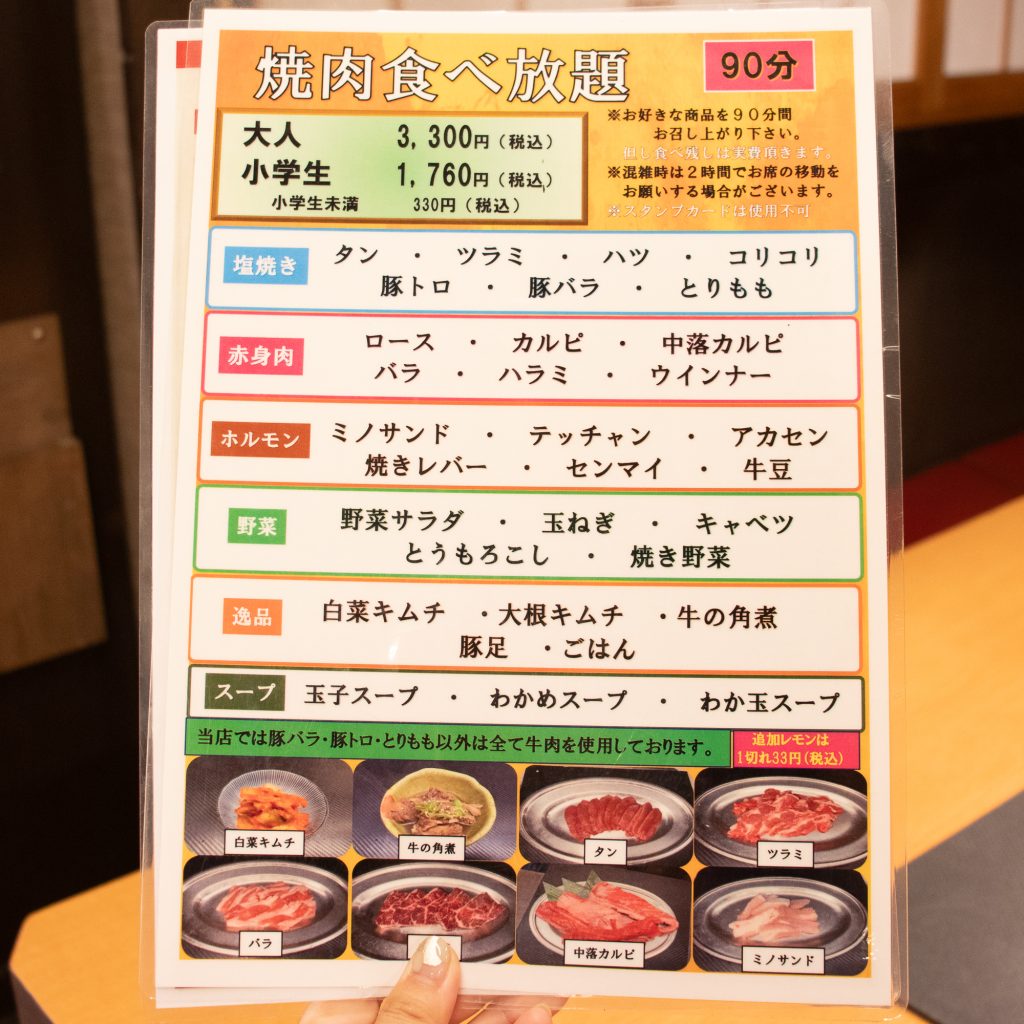 焼肉食べ放題
90分
大人 3,300円(税込)
小学生 1,760円(税込)
小学生未満 330円(税込)
※お好きな商品を90分間
お召し上がり下さい。
但し食べ残しは実費頂きます。
※混雑時は2時間でお席の移動を
お願いする場合がございます。
※スタンプカードは使用不可
塩焼き
タン ・ ツラミ ・ ハツ ・ コリコリ
豚トロ ・ 豚バラ ・ とりもも
赤身肉
ロース ・ カルビ ・ 中落カルビ
バラ ・ ハラミ ・ ウインナー
ホルモン
ミノサンド ・ テッチャン ・ アカセン
焼きレバー ・ センマイ ・ 牛豆
野菜
野菜サラダ ・ 玉ねぎ ・ キャベツ
とうもろこし ・ 焼き野菜
逸品
白菜キムチ ・大根キムチ ・牛の角煮
豚足 ・ごはん
スープ
玉子スープ ・ わかめスープ ・ わか玉スープ
当店では豚バラ・豚トロ・とりもも以外は全て牛肉を使用しております。
追加レモンは
1切れ33円(税込)
白菜キムチ
牛の角煮
タン
ツラミ
バラ
中落カルビ
ミノサンド